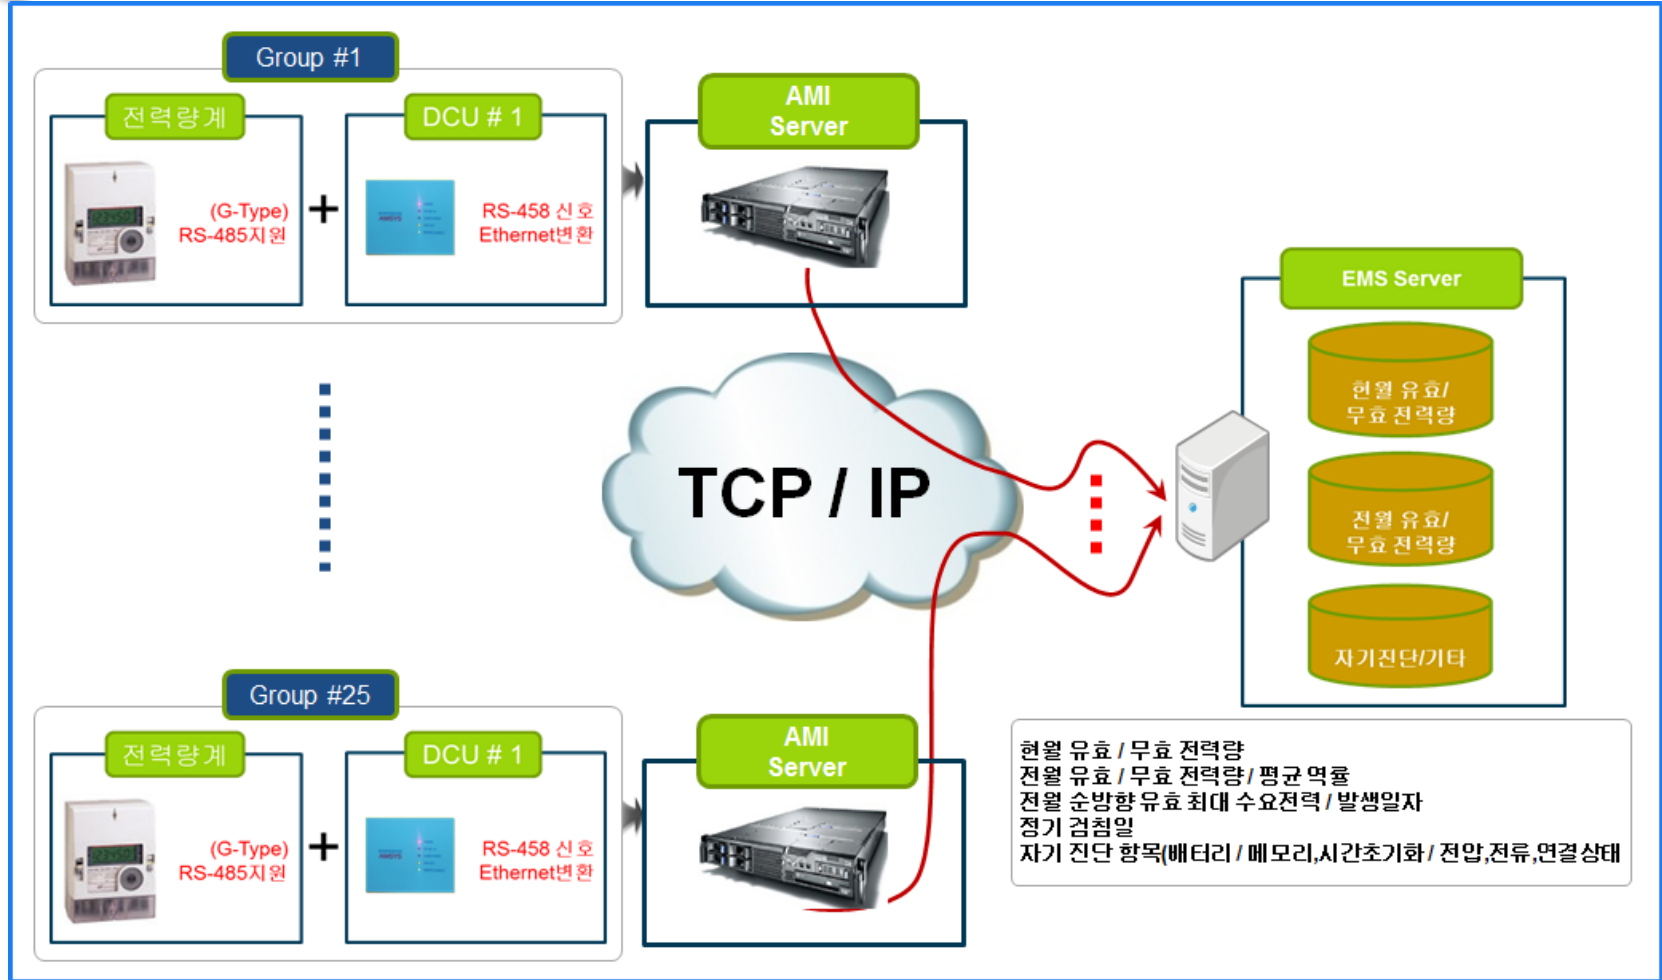 Group #1
전력량계
(G-Type)
RS-485지원
DCU # 1
RS-458 신호
Ethernet변환
AMI
Server
TCP / IP
EMS Server
현월 유효/
무효 전력량
전월 유효/
무효 전력량
자기진단/기타
Group #25
전력량계
(G-Type)
RS-485지원
DCU # 1
RS-458 신호
Ethernet변환
AMI
Server
현월 유효 / 무효 전력량
전월 유효 / 무효 전력량 / 평균 역률
전월 순방향 유효 최대 수요전력 / 발생일자
정기 검침일
자기 진단 항목(배터리 / 메모리,시간초기화 / 전압,전류,연결상태